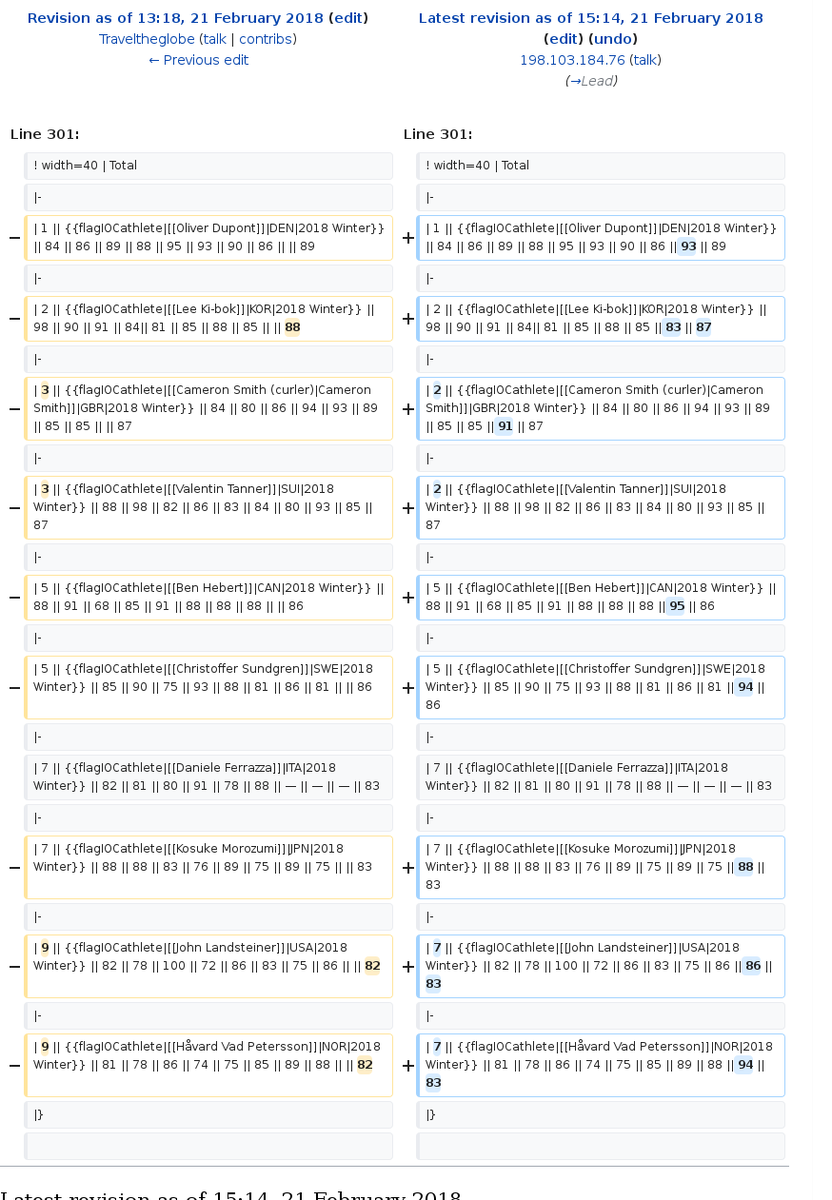 Revision as of 13:18, 21 February 2018 (edit)
Traveltheglobe (talk | contribs)
← Previous edit
Latest revision as of 15:14, 21 February 2018
(edit) (undo)
198.103.184.76 (talk)
(→Lead)
Line 301:
Line 301:
! width=40 | Total
! width=40 | Total
|-
|-
− | 1 || {{flagIOCathlete|[[Oliver Dupont]]|DEN|2018 Winter}}
|| 84 || 86 || 89 || 88 || 95 || 93 || 90 || 86 || || 89
+ | 1 || {{flagIOCathlete|[[Oliver Dupont]]|DEN|2018 Winter}}
|| 84 || 86 || 89 || 88 || 95 || 93 || 90 || 86 || 93 || 89
|-
|-
− | 2 || {{flagIOCathlete|[[Lee Ki-bok]]|KOR|2018 Winter}} ||
98 || 90 || 91 || 84|| 81 || 85 || 88 || 85 || || 88
+ | 2 || {{flagIOCathlete|[[Lee Ki-bok]]|KOR|2018 Winter}} ||
98 || 90 || 91 || 84|| 81 || 85 || 88 || 85 || 83 || 87
|-
|-
− | 3 || {{flagIOCathlete|[[Cameron Smith (curler)|Cameron
Smith]]|GBR|2018 Winter}} || 84 || 80 || 86 || 94 || 93 || 89
|| 85 || 85 || || 87
+ | 2 || {{flagIOCathlete|[[Cameron Smith (curler)|Cameron
Smith]]|GBR|2018 Winter}} || 84 || 80 || 86 || 94 || 93 || 89
|| 85 || 85 || 91 || 87
|-
|-
− | 3 || {{flagIOCathlete|[[Valentin Tanner]]|SUI|2018
Winter}} || 88 || 98 || 82 || 86 || 83 || 84 || 80 || 93 || 85 ||
87
+ | 2 || {{flagIOCathlete|[[Valentin Tanner]]|SUI|2018
Winter}} || 88 || 98 || 82 || 86 || 83 || 84 || 80 || 93 || 85 ||
87
|-
|-
− | 5 || {{flagIOCathlete|[[Ben Hebert]]|CAN|2018 Winter}} ||
88 || 91 || 68 || 85 || 91 || 88 || 88 || 88 || || 86
+ | 5 || {{flagIOCathlete|[[Ben Hebert]]|CAN|2018 Winter}} ||
88 || 91 || 68 || 85 || 91 || 88 || 88 || 88 || 95 || 86
|-
|-
− | 5 || {{flagIOCathlete|[[Christoffer Sundgren]]|SWE|2018
Winter}} || 85 || 90 || 75 || 93 || 88 || 81 || 86 || 81 || || 86
+ | 5 || {{flagIOCathlete|[[Christoffer Sundgren]]|SWE|2018
Winter}} || 85 || 90 || 75 || 93 || 88 || 81 || 86 || 81 || 94 ||
86
|-
|-
| 7 || {{flagIOCathlete|[[Daniele Ferrazza]]|ITA|2018
Winter}} || 82 || 81 || 80 || 91 || 78 || 88 || — || — || — || 83
| 7 || {{flagIOCathlete|[[Daniele Ferrazza]]|ITA|2018
Winter}} || 82 || 81 || 80 || 91 || 78 || 88 || — || — || — || 83
|-
|-
− | 7 || {{flagIOCathlete|[[Kosuke Morozumi]]|JPN|2018
Winter}} || 88 || 88 || 83 || 76 || 89 || 75 || 89 || 75 || || 83
+ | 7 || {{flagIOCathlete|[[Kosuke Morozumi]]|JPN|2018
Winter}} || 88 || 88 || 83 || 76 || 89 || 75 || 89 || 75 || 88 ||
83
|-
|-
− | 9 || {{flagIOCathlete|[[John Landsteiner]]|USA|2018
Winter}} || 82 || 78 || 100 || 72 || 86 || 83 || 75 || 86 || || 82
+ | 7 || {{flagIOCathlete|[[John Landsteiner]]|USA|2018
Winter}} || 82 || 78 || 100 || 72 || 86 || 83 || 75 || 86 || 86 ||
83
|-
|-
− | 9 || {{flagIOCathlete|[[Håvard Vad Petersson]]|NOR|2018
Winter}} || 81 || 78 || 86 || 74 || 75 || 85 || 89 || 88 || || 82
+ | 7 || {{flagIOCathlete|[[Håvard Vad Petersson]]|NOR|2018
Winter}} || 81 || 78 || 86 || 74 || 75 || 85 || 89 || 88 || 94 ||
83
|}
|}
Latest revision as of 15:14, 21 February 2018